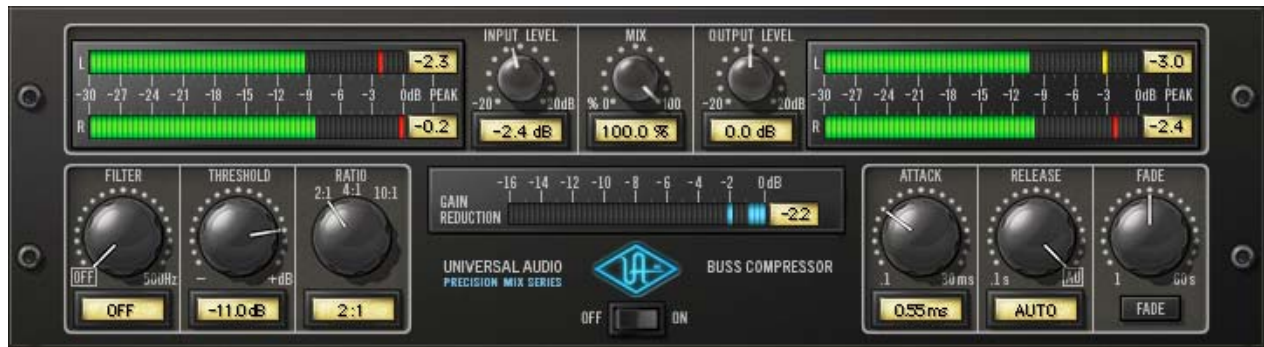 INPUT LEVEL MIX OUTPUT LEVEL
L -2.3 L -3.0
-30 -27 -24 -21 -18 -15 -12 -9 -6 -3 0dB PEAK -20 20dB % 0 100 -20 20dB -30 -27 -24 -21 -18 -15 -12 -9 -6 -3 0dB PEAK
R -0.2 -2.4 dB 100.0 % 0.0 dB R -2.4
FILTER THRESHOLD RATIO
2:1 4:1 10:1
OFF 500Hz - +dB
OFF -11.0dB 2:1
-16 -14 -12 -10 -8 -6 -4 -2 0dB
GAIN
REDUCTION -2.2
UNIVERSAL AUDIO UA BUSS COMPRESSOR
PRECISION MIX SERIES
OFF ON
ATTACK RELEASE FADE
.1 30ms .1s AU 1 60s
0.55ms AUTO FADE